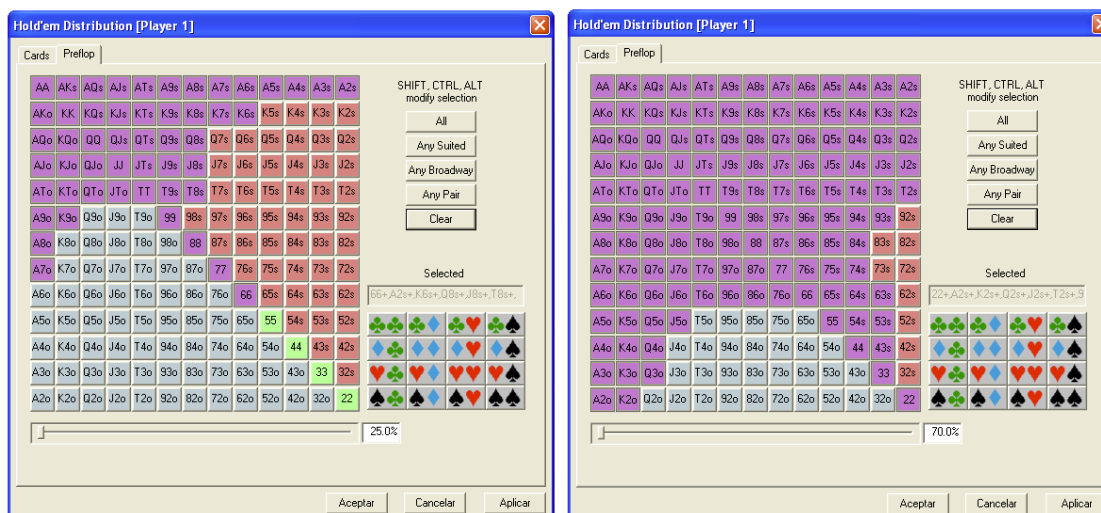 Hold'em Distribution [Player 1]
Cards Preflop
AA AKs AQs AJs ATs A9s A8s A7s A6s A5s A4s A3s A2s
AKo KK KQs KJs KTs K9s K8s K7s K6s K5s K4s K3s K2s
AQo KQo QQ QJs QTs Q9s Q8s Q7s Q6s Q5s Q4s Q3s Q2s
AJo KJo QJo JJ JTs J9s J8s J7s J6s J5s J4s J3s J2s
ATo KTo QTo JTo TT T9s T8s T7s T6s T5s T4s T3s T2s
A9o K9o Q9o J9o T9o 99 98s 97s 96s 95s 94s 93s 92s
A8o K8o Q8o J8o T8o 98o 88 87s 86s 85s 84s 83s 82s
A7o K7o Q7o J7o T7o 97o 87o 77 76s 75s 74s 73s 72s
A6o K6o Q6o J6o T6o 96o 86o 76o 66 65s 64s 63s 62s
A5o K5o Q5o J5o T5o 95o 85o 75o 65o 55 54s 53s 52s
A4o K4o Q4o J4o T4o 94o 84o 74o 64o 54o 44 43s 42s
A3o K3o Q3o J3o T3o 93o 83o 73o 63o 53o 43o 33 32s
A2o K2o Q2o J2o T2o 92o 82o 72o 62o 52o 42o 32o 22
SHIFT, CTRL, ALT
modify selection
All
Any Suited
Any Broadway
Any Pair
Clear
Selected
66+,A2s+,K6s+,Q8s+,J8s+,T8s+,
25.0%
Aceptar Cancelar Aplicar
Hold'em Distribution [Player 1]
Cards Preflop
AA AKs AQs AJs ATs A9s A8s A7s A6s A5s A4s A3s A2s
AKo KK KQs KJs KTs K9s K8s K7s K6s K5s K4s K3s K2s
AQo KQo QQ QJs QTs Q9s Q8s Q7s Q6s Q5s Q4s Q3s Q2s
AJo KJo QJo JJ JTs J9s J8s J7s J6s J5s J4s J3s J2s
ATo KTo QTo JTo TT T9s T8s T7s T6s T5s T4s T3s T2s
A9o K9o Q9o J9o T9o 99 98s 97s 96s 95s 94s 93s 92s
A8o K8o Q8o J8o T8o 98o 88 87s 86s 85s 84s 83s 82s
A7o K7o Q7o J7o T7o 97o 87o 77 76s 75s 74s 73s 72s
A6o K6o Q6o J6o T6o 96o 86o 76o 66 65s 64s 63s 62s
A5o K5o Q5o J5o T5o 95o 85o 75o 65o 55 54s 53s 52s
A4o K4o Q4o J4o T4o 94o 84o 74o 64o 54o 44 43s 42s
A3o K3o Q3o J3o T3o 93o 83o 73o 63o 53o 43o 33 32s
A2o K2o Q2o J2o T2o 92o 82o 72o 62o 52o 42o 32o 22
SHIFT, CTRL, ALT
modify selection
All
Any Suited
Any Broadway
Any Pair
Clear
Selected
22+,A2s+,K2s+,Q2s+,J2s+,T2s+,9
70.0%
Aceptar Cancelar Aplicar